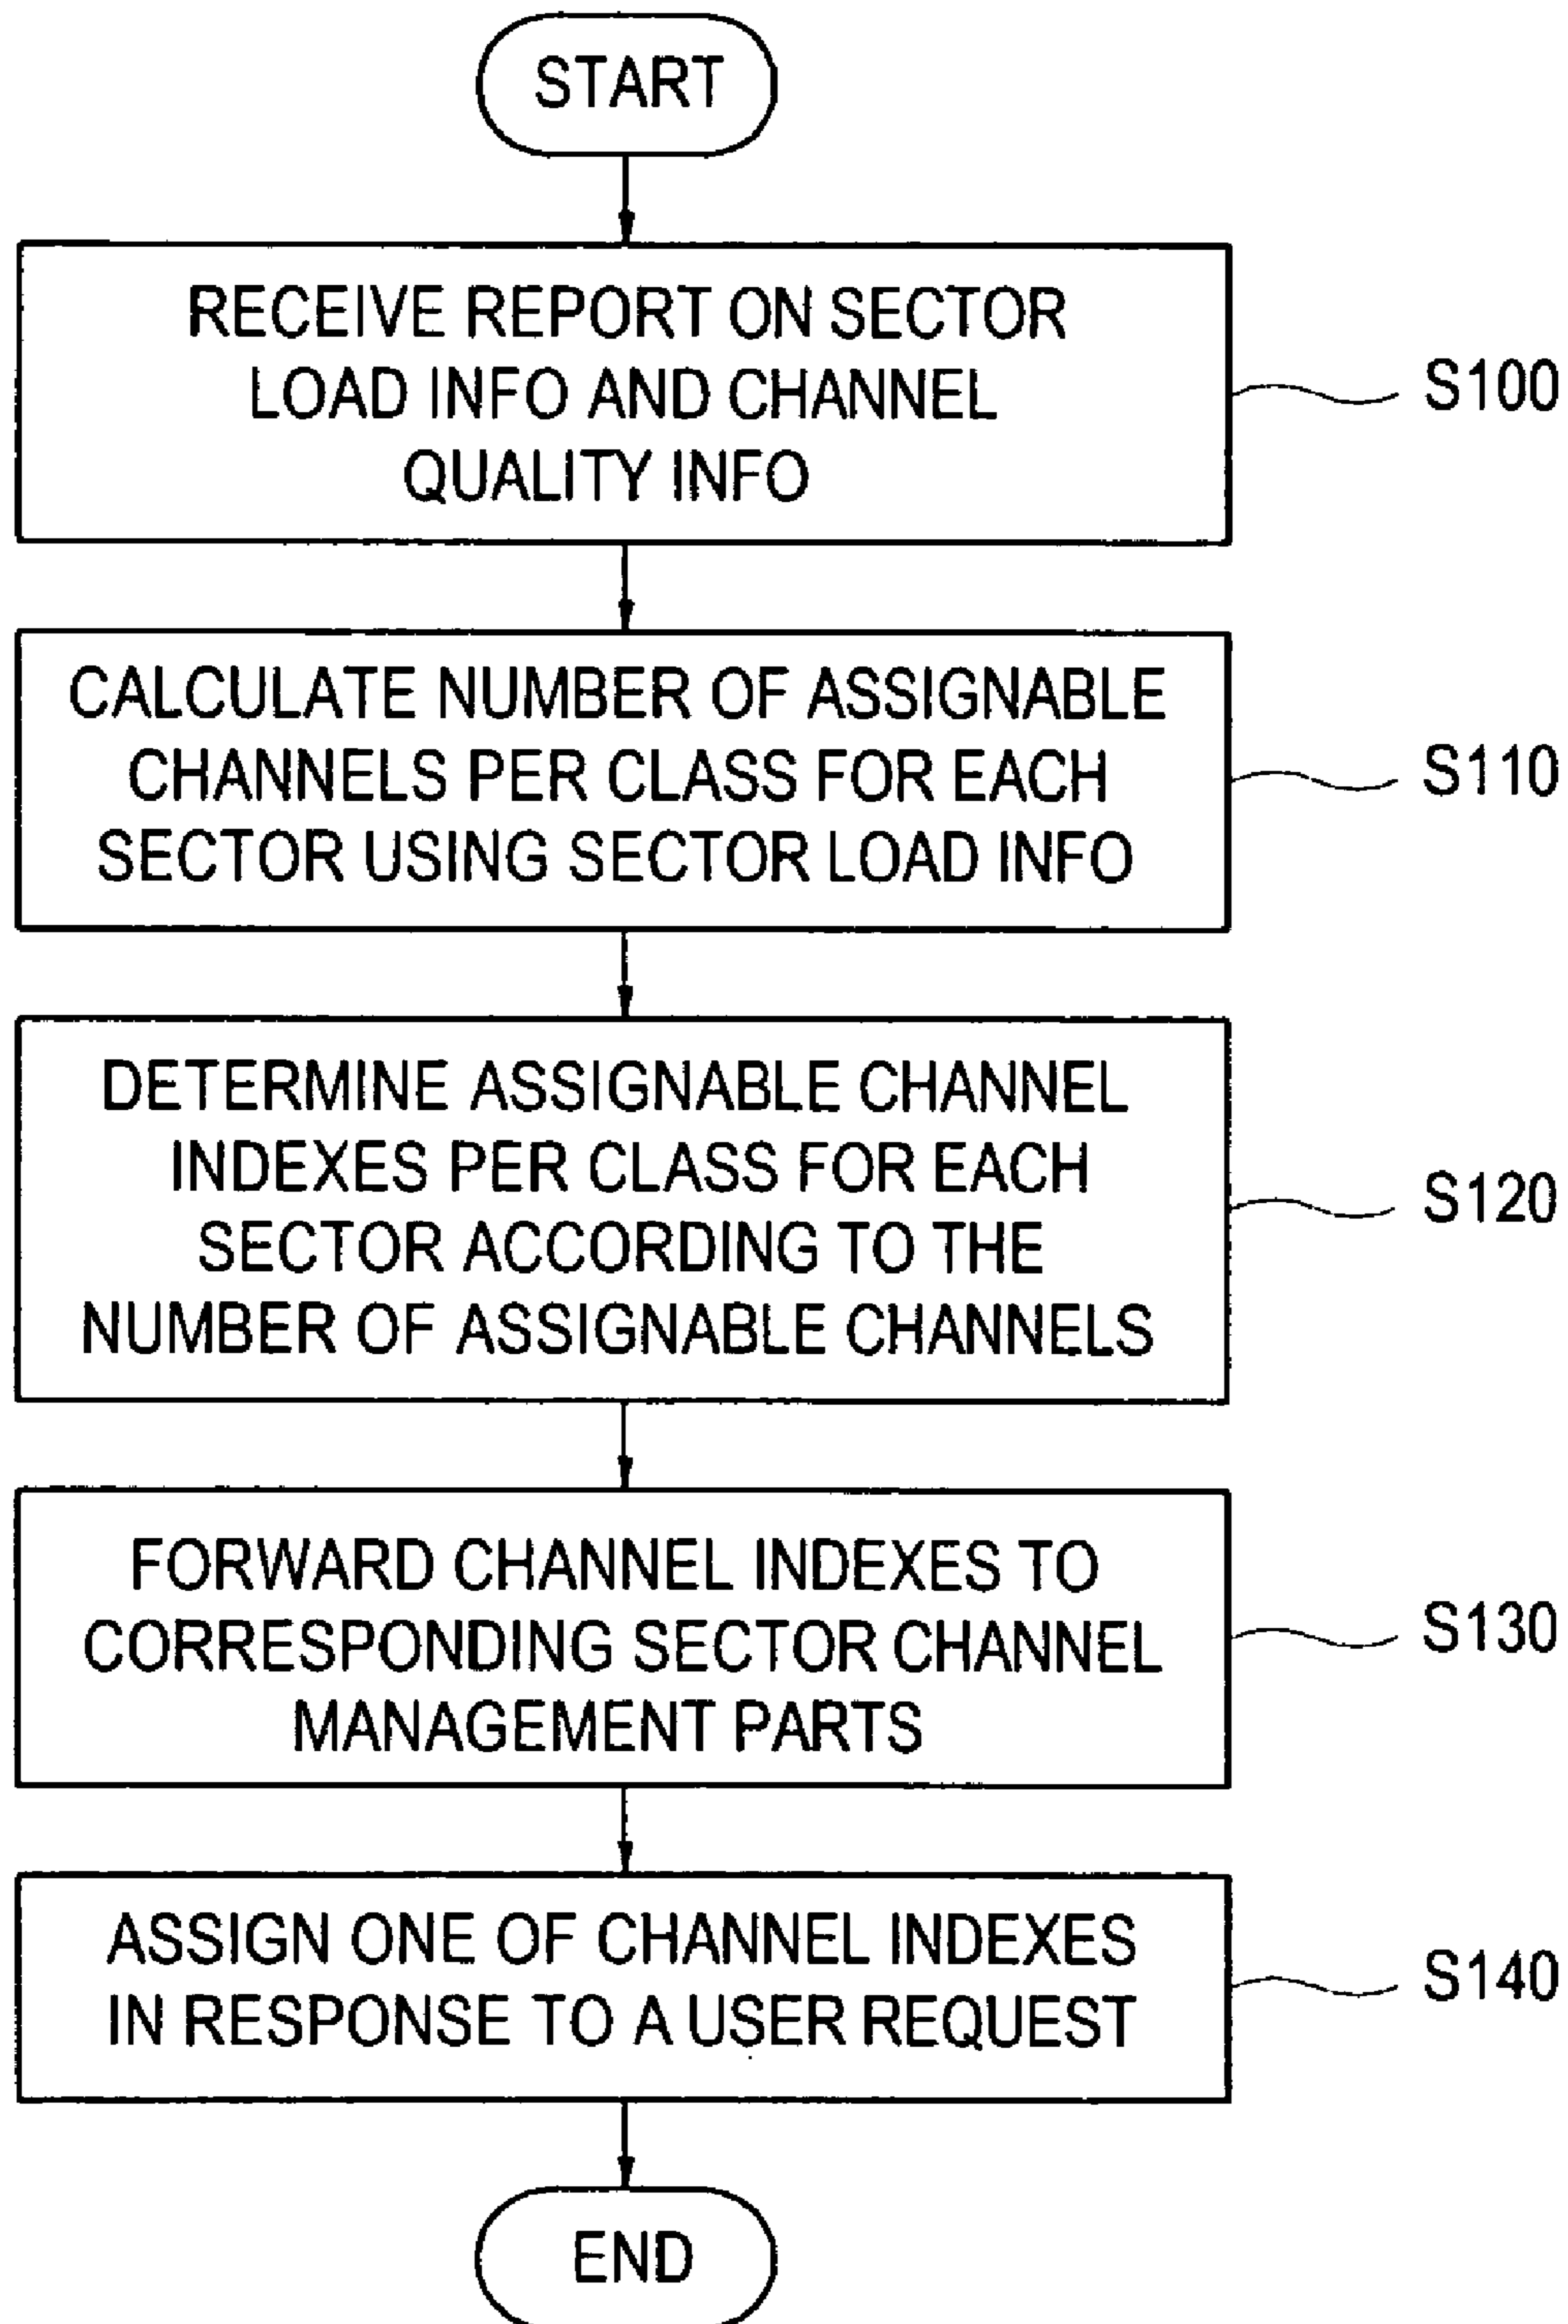 START
RECEIVE REPORT ON SECTOR
LOAD INFO AND CHANNEL
QUALITY INFO
S100
CALCULATE NUMBER OF ASSIGNABLE
CHANNELS PER CLASS FOR EACH
SECTOR USING SECTOR LOAD INFO
S110
DETERMINE ASSIGNABLE CHANNEL
INDEXES PER CLASS FOR EACH
SECTOR ACCORDING TO THE
NUMBER OF ASSIGNABLE CHANNELS
S120
FORWARD CHANNEL INDEXES TO
CORRESPONDING SECTOR CHANNEL
MANAGEMENT PARTS
S130
ASSIGN ONE OF CHANNEL INDEXES
IN RESPONSE TO A USER REQUEST
S140
END